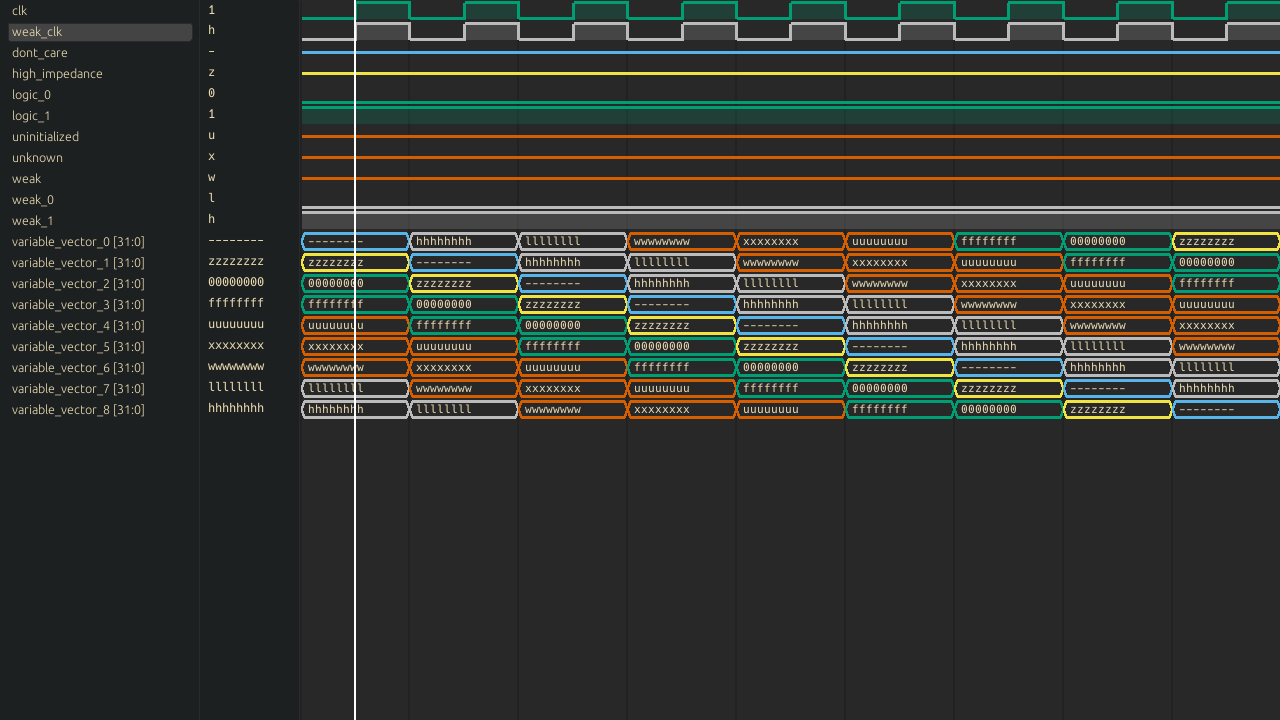 clk 1
weak_clk h
dont_care -
high_impedance z
logic_0 0
logic_1 1
uninitialized u
unknown x
weak w
weak_0 l
weak_1 h
variable_vector_0 [31:0] -------- -------- hhhhhhhh llllllll wwwwwwww xxxxxxxx uuuuuuuu ffffffff 00000000 zzzzzzzz
variable_vector_1 [31:0] zzzzzzzz zzzzzzzz -------- hhhhhhhh llllllll wwwwwwww xxxxxxxx uuuuuuuu ffffffff 00000000
variable_vector_2 [31:0] 00000000 00000000 zzzzzzzz -------- hhhhhhhh llllllll wwwwwwww xxxxxxxx uuuuuuuu ffffffff
variable_vector_3 [31:0] ffffffff ffffffff 00000000 zzzzzzzz -------- hhhhhhhh llllllll wwwwwwww xxxxxxxx uuuuuuuu
variable_vector_4 [31:0] uuuuuuuu uuuuuuuu ffffffff 00000000 zzzzzzzz -------- hhhhhhhh llllllll wwwwwwww xxxxxxxx
variable_vector_5 [31:0] xxxxxxxx xxxxxxxx uuuuuuuu ffffffff 00000000 zzzzzzzz -------- hhhhhhhh llllllll wwwwwwww
variable_vector_6 [31:0] wwwwwwww wwwwwwww xxxxxxxx uuuuuuuu ffffffff 00000000 zzzzzzzz -------- hhhhhhhh llllllll
variable_vector_7 [31:0] llllllll llllllll wwwwwwww xxxxxxxx uuuuuuuu ffffffff 00000000 zzzzzzzz -------- hhhhhhhh
variable_vector_8 [31:0] hhhhhhhh hhhhhhhh llllllll wwwwwwww xxxxxxxx uuuuuuuu ffffffff 00000000 zzzzzzzz --------